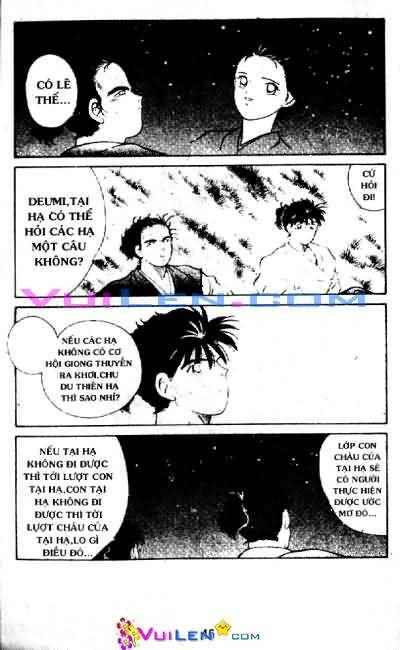 CÓ LẼ
THẾ...
DEUMI,TẠI
HẠ CÓ THỂ
HỎI CÁC HẠ
MỘT CÂU
KHÔNG?
CỨ
HỎI
ĐI!
VuiLen.com
NẾU CÁC HẠ
KHÔNG CÓ CƠ
HỘI GIONG THUYỀN
RA KHƠI,CHU
DU THIÊN HẠ
THÌ SAO NHỈ?
NẾU TẠI HẠ
KHÔNG ĐI ĐƯỢC
THÌ TỚI LƯỢT CON
TẠI HẠ,CON TẠI
HẠ KHÔNG ĐI
ĐƯỢC THÌ TỚI
LƯỢT CHÁU CỦA
TẠI HẠ,LO GÌ
ĐIỀU ĐÓ...
LỚP CON
CHÁU CỦA
TẠI HẠ SẼ
CÓ NGƯỜI
THỰC HIỆN
ĐƯỢC ƯỚC
MƠ ĐÓ...
VuiLen.com